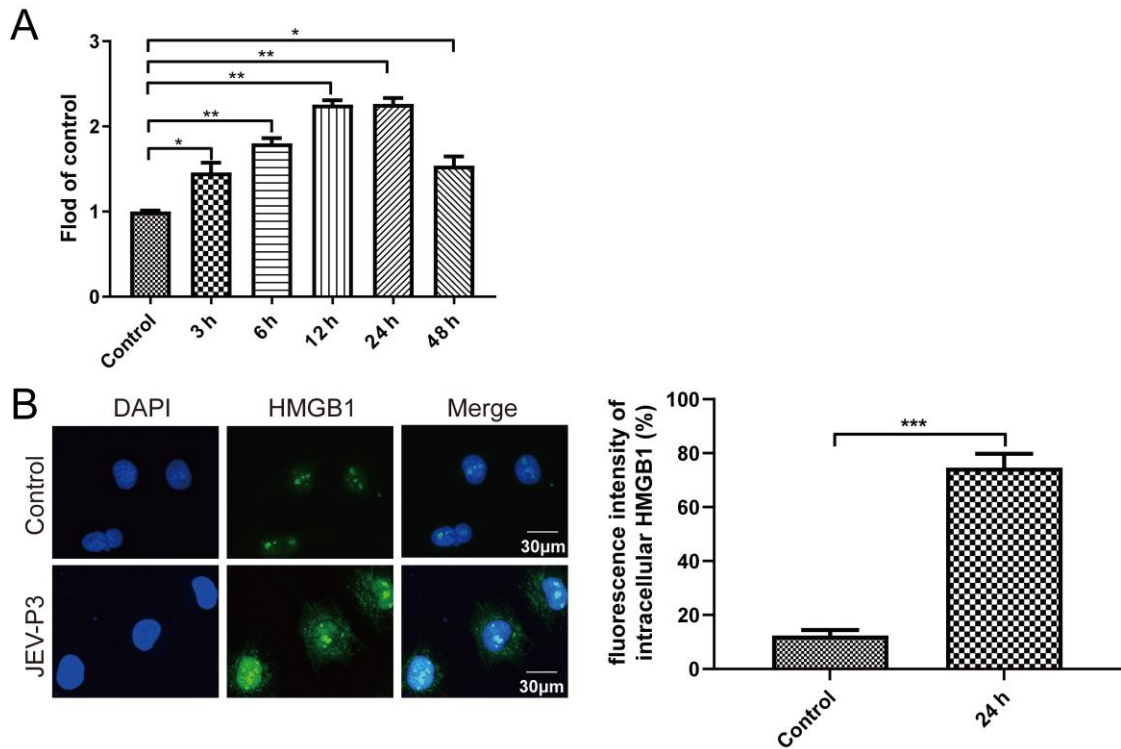 A
3
2
1
0
Flod of control
*
**
**
**
*
Control
3 h
6 h
12 h
24 h
48 h
B
DAPI
HMGB1
Merge
Control
30μm
JEV-P3
30μm
fluorescence intensity of
intracellular HMGB1 (%)
100
80
60
40
20
0
***
Control
24 h